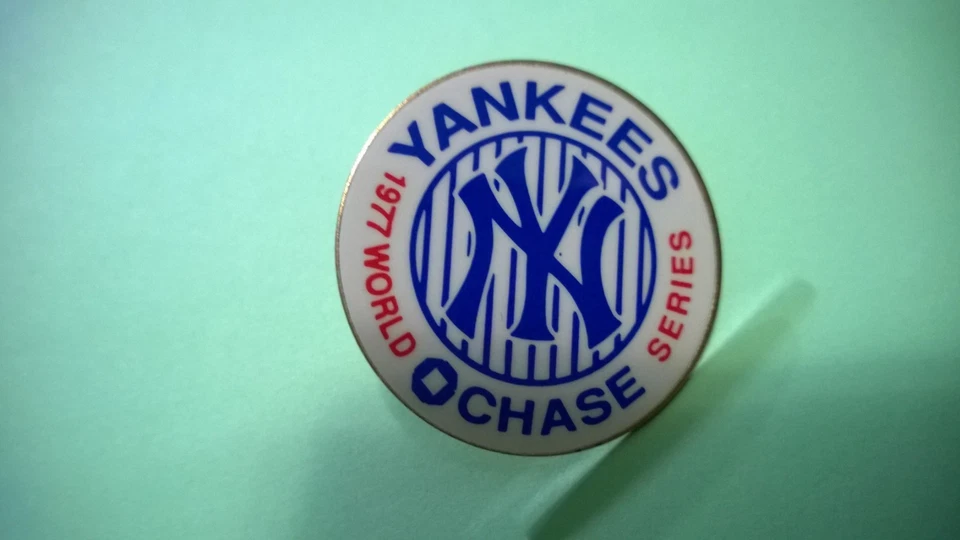 YANKEES
NY
1977 WORLD
SERIES
CHASE